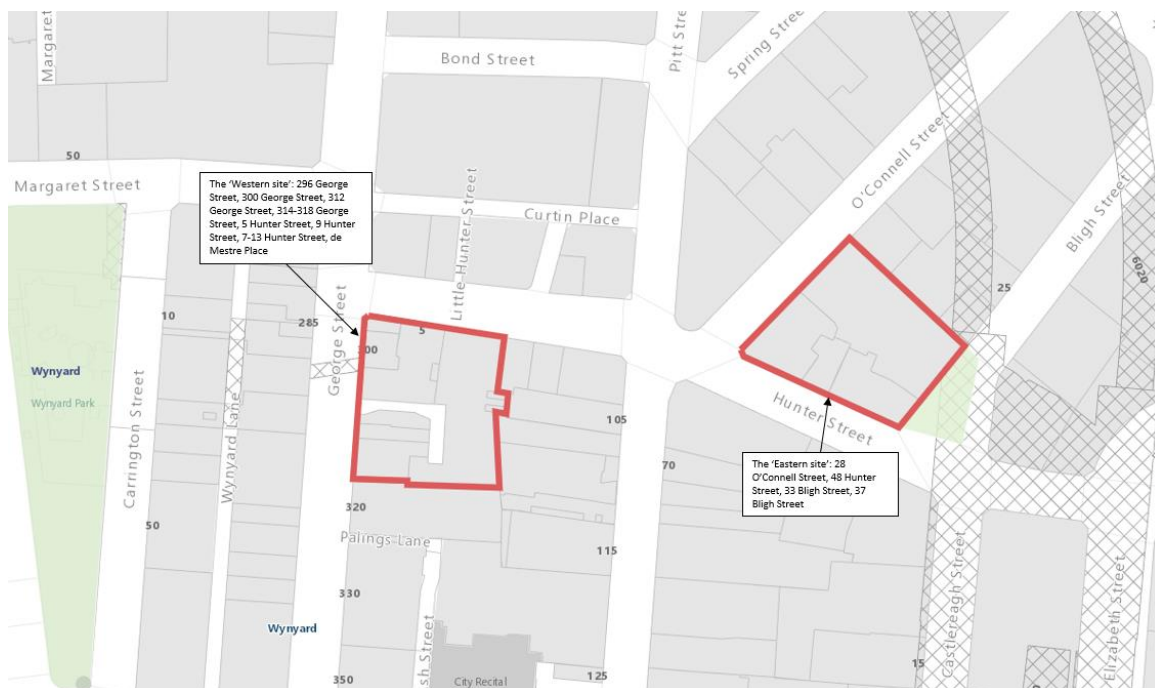 Margaret
Bond Street
Pitt Stre
Spring Street
50
Margaret Street
The 'Western site': 296 George
Street, 300 George Street, 312
George Street, 314-318 George
Street, 5 Hunter Street, 9 Hunter
Street, 7-13 Hunter Street, de
Mestre Place
Little Hunter Street
Curtin Place
O'Connell Street
Bligh Street
6020
25
10
285
George Street
5
Wynyard
Wynyard Park
Carrington Street
Wynyard Lane
105
Hunter Street
70
The 'Eastern site': 28
O'Connell Street, 48 Hunter
Street, 33 Bligh Street, 37
Bligh Street
320
50
Palings Lane
115
330
Wynyard
Castlereagh Street
Elizabeth Street
sh Street
15
350
City Recital
125